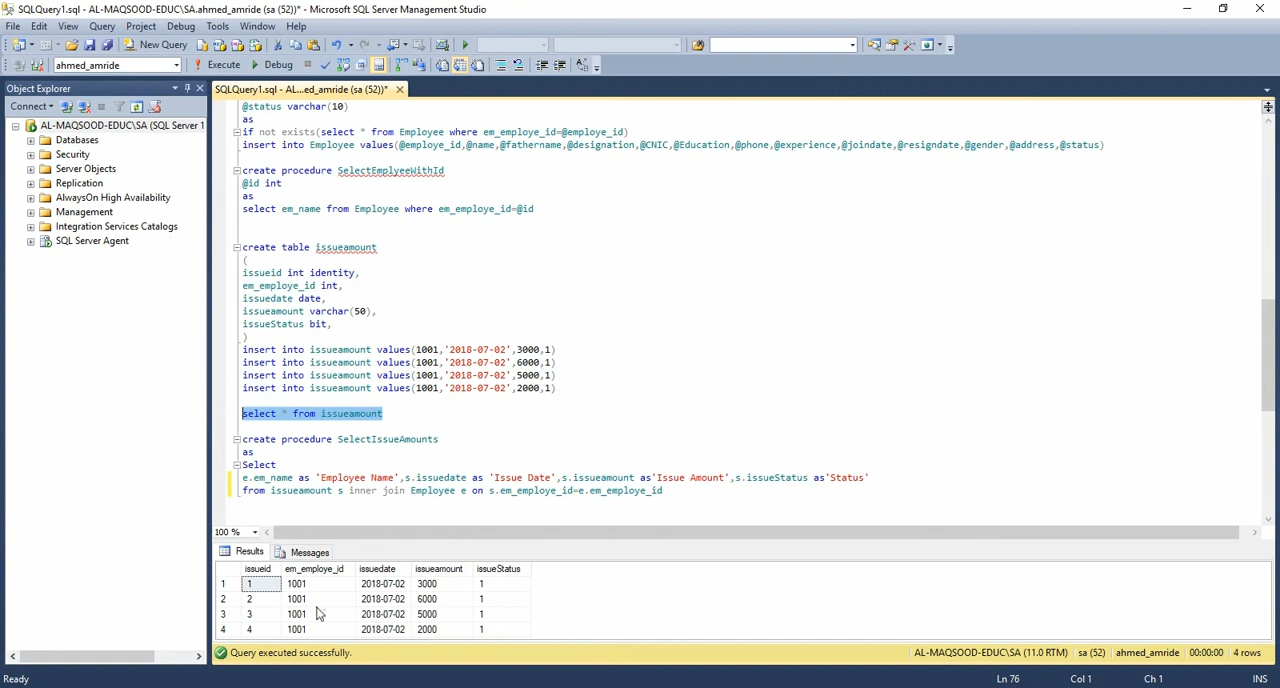 SQLQuery1.sql - AL-MAQSOOD-EDUC\SA.ahmed_amride (sa (52))* - Microsoft SQL Server Management Studio
File Edit View Query Project Debug Tools Window Help
New Query
ahmed_amride Execute Debug
Object Explorer
SQLQuery1.sql - AL...ed_amride (sa (52))*
Connect
AL-MAQSOOD-EDUC\SA (SQL Server 1
Databases
Security
Server Objects
Replication
AlwaysOn High Availability
Management
Integration Services Catalogs
SQL Server Agent
@status varchar(10)
as
if not exists(select * from Employee where em_employe_id=@employe_id)
insert into Employee values(@employe_id,@name,@fathername,@designation,@CNIC,@Education,@phone,@experience,@joindate,@resigndate,@gender,@address,@status)
create procedure SelectEmplyeeWithId
@id int
as
select em_name from Employee where em_employe_id=@id
create table issueamount
(
issueid int identity,
em_employe_id int,
issuedate date,
issueamount varchar(50),
issueStatus bit,
)
insert into issueamount values(1001,'2018-07-02',3000,1)
insert into issueamount values(1001,'2018-07-02',6000,1)
insert into issueamount values(1001,'2018-07-02',5000,1)
insert into issueamount values(1001,'2018-07-02',2000,1)
select * from issueamount
create procedure SelectIssueAmounts
as
Select
e.em_name as 'Employee Name',s.issuedate as 'Issue Date',s.issueamount as'Issue Amount',s.issueStatus as'Status'
from issueamount s inner join Employee e on s.em_employe_id=e.em_employe_id
100 %
Results Messages
issueid em_employe_id issuedate issueamount issueStatus
1 1 1001 2018-07-02 3000 1
2 2 1001 2018-07-02 6000 1
3 3 1001 2018-07-02 5000 1
4 4 1001 2018-07-02 2000 1
Query executed successfully. AL-MAQSOOD-EDUC\SA (11.0 RTM) sa (52) ahmed_amride 00:00:00 4 rows
Ready Ln 76 Col 1 Ch 1 INS